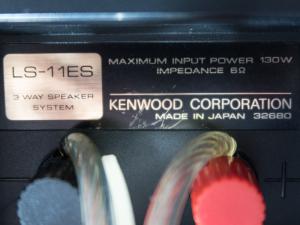 LS-11ES
3 WAY SPEAKER
SYSTEM
MAXIMUM INPUT POWER 130W
IMPEDANCE 6Ω
KENWOOD CORPORATION
MADE IN JAPAN 32680